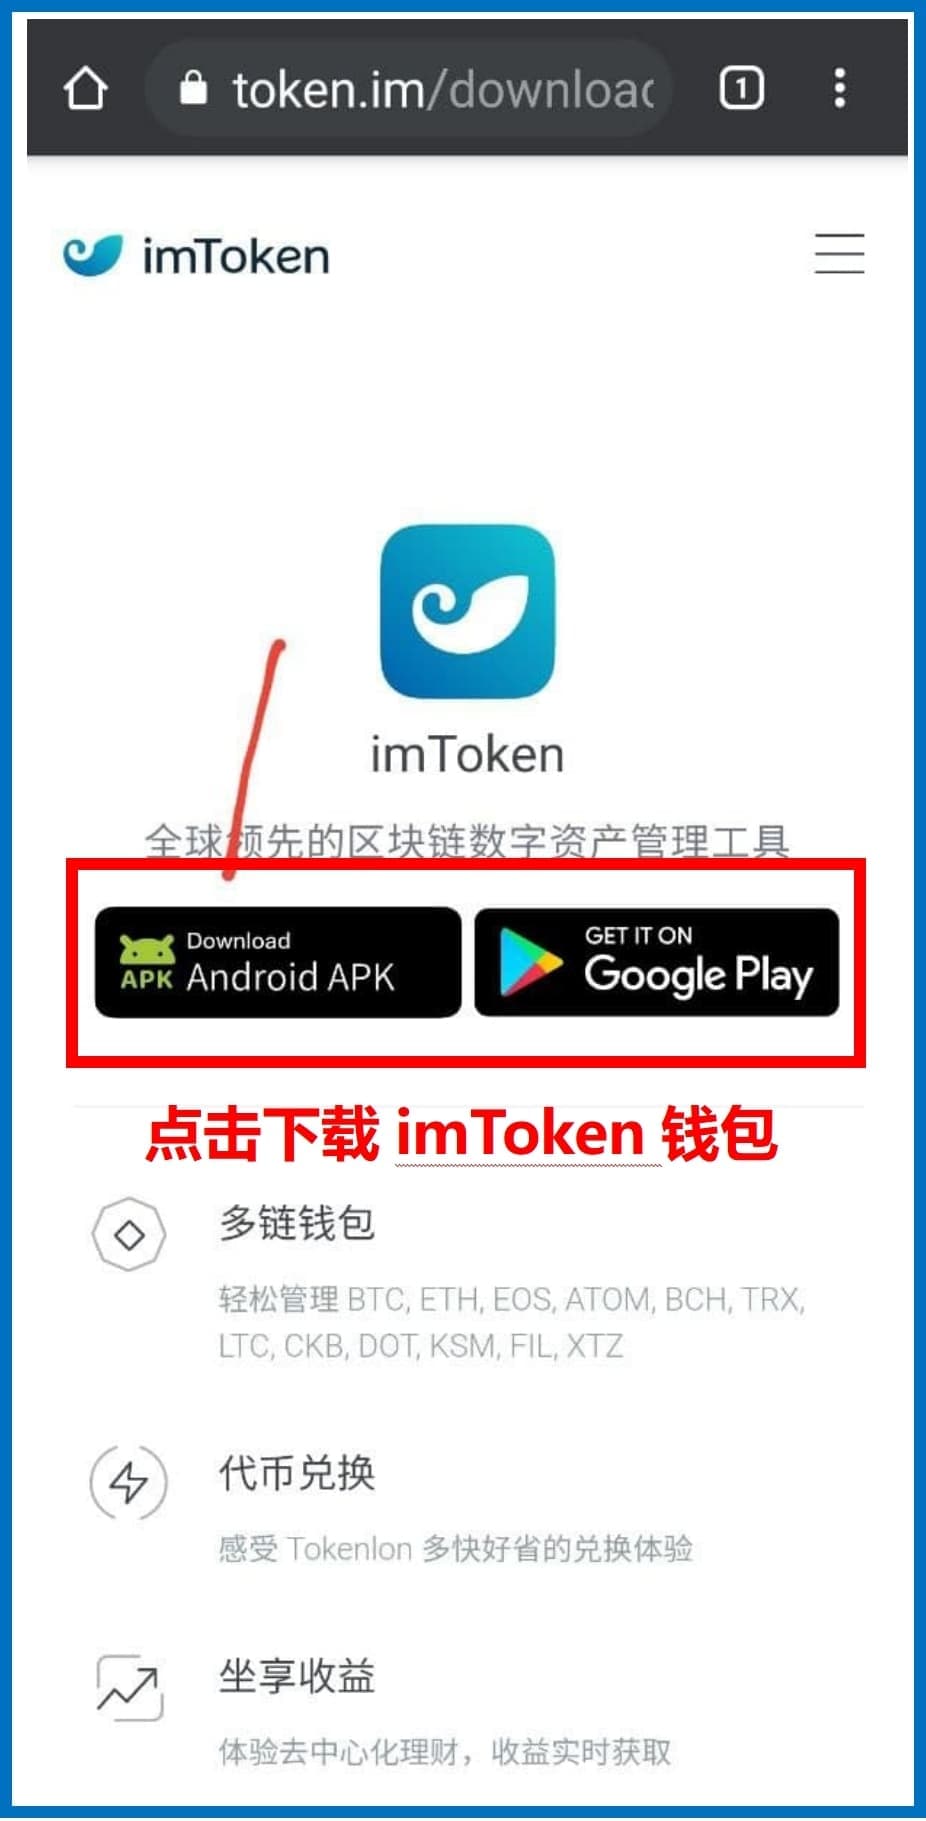 token.im/download
1
imToken
imToken
全球领先的区块链数字资产管理工具
Download
APK Android APK
GET IT ON
Google Play
点击下载 imToken 钱包
多链钱包
轻松管理 BTC, ETH, EOS, ATOM, BCH, TRX,
LTC, CKB, DOT, KSM, FIL, XTZ
代币兑换
感受 Tokenlon 多快好省的兑换体验
坐享收益
体验去中心化理财，收益实时获取